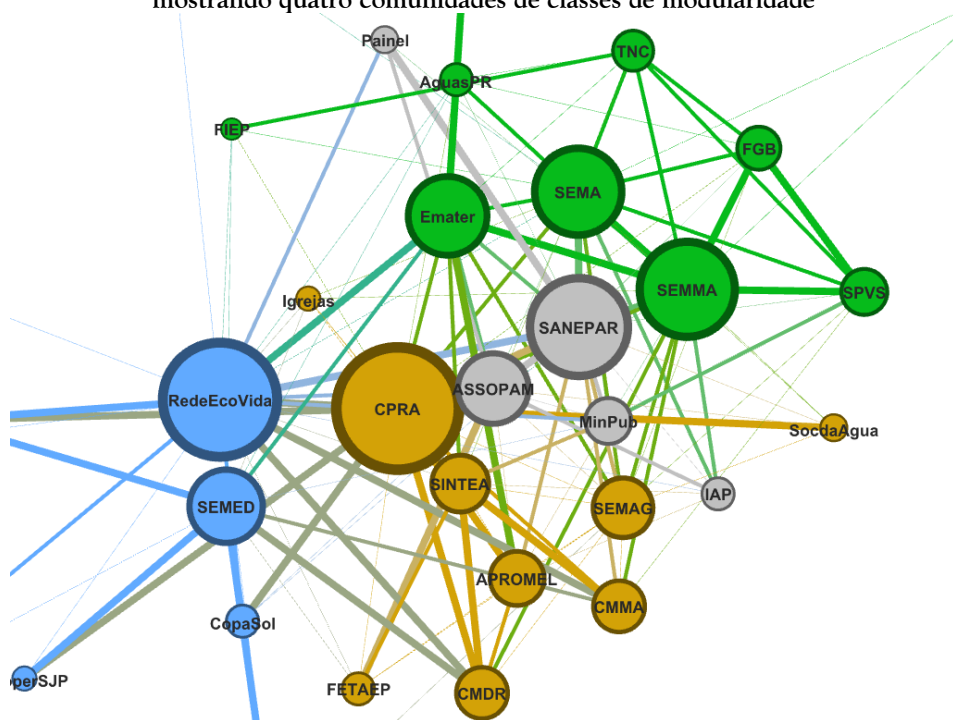 mostrando quatro comunidades de classes de modularidade
Painel
TNC
AguasPR
FIEP
FGB
SEMA
Emater
SEMMA
SPVS
Igrejas
SANEPAR
ASSOPAM
RedeEcoVida
CPRA
MinPub
SocdaAgua
SINTEA
IAP
SEMED
SEMAG
APROMEL
CMMA
CopaSol
perSJP
FETAEP
CMDR